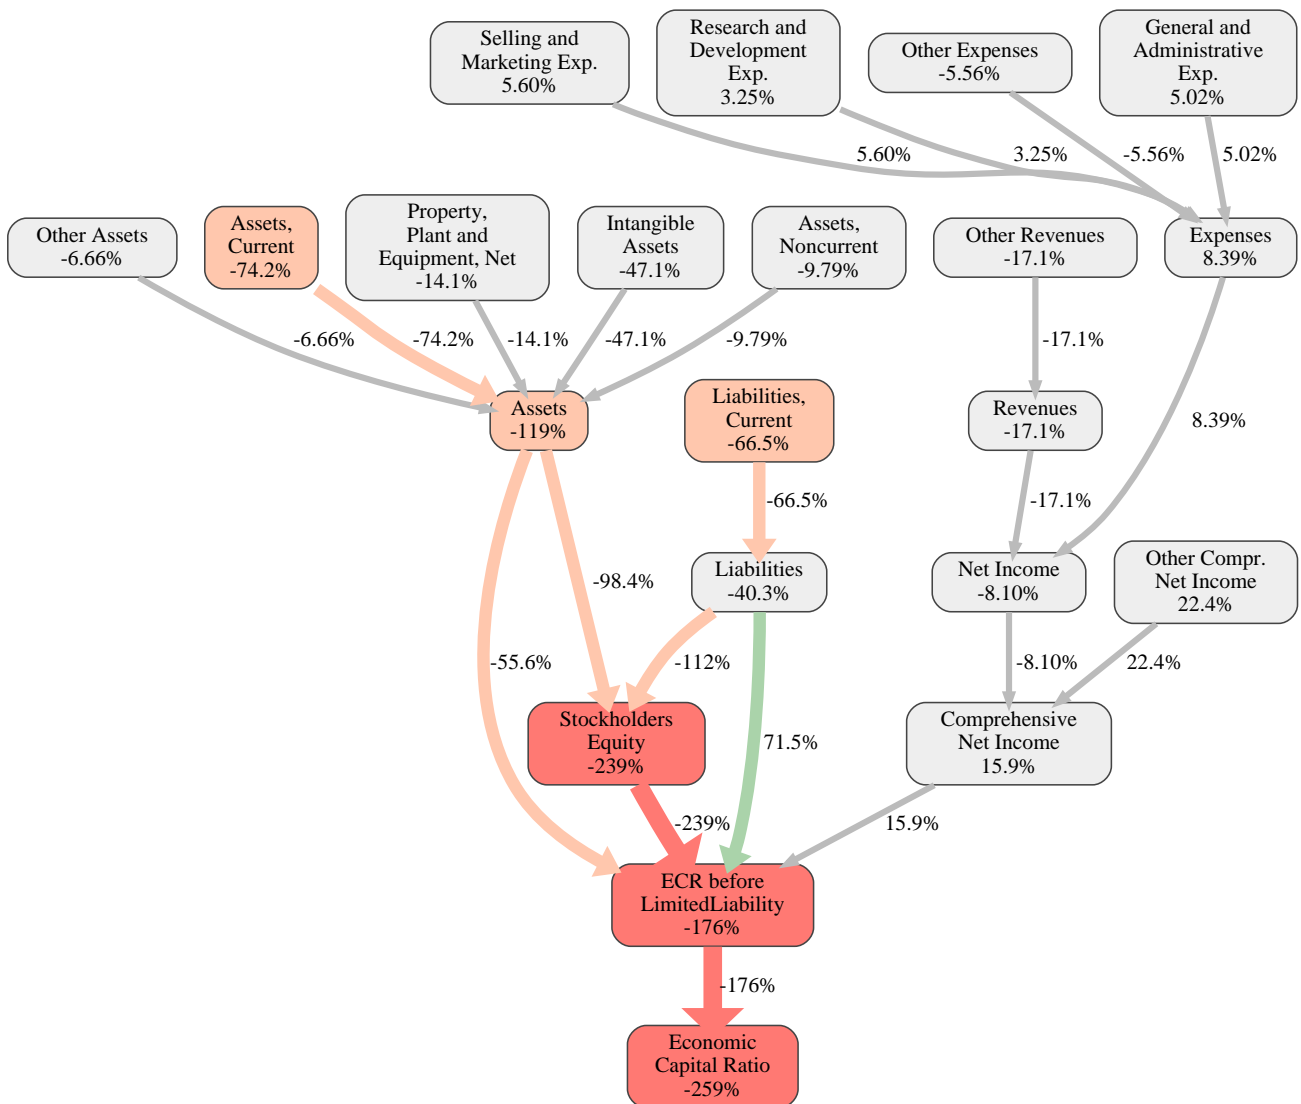 Selling and
Marketing Exp.
5.60%
Research and
Development
Exp.
3.25%
Other Expenses
-5.56%
General and
Administrative
Exp.
5.02%
5.60%
3.25%
-5.56%
5.02%
Other Assets
-6.66%
Assets,
Current
-74.2%
Property,
Plant and
Equipment, Net
-14.1%
Intangible
Assets
-47.1%
Assets,
Noncurrent
-9.79%
Other Revenues
-17.1%
Expenses
8.39%
-6.66%
-74.2%
-14.1%
-47.1%
-9.79%
-17.1%
8.39%
Assets
-119%
Liabilities,
Current
-66.5%
Revenues
-17.1%
-66.5%
-17.1%
Liabilities
-40.3%
Net Income
-8.10%
Other Compr.
Net Income
22.4%
-98.4%
-55.6%
-112%
71.5%
-8.10%
22.4%
Stockholders
Equity
-239%
Comprehensive
Net Income
15.9%
-239%
15.9%
ECR before
LimitedLiability
-176%
-176%
Economic
Capital Ratio
-259%